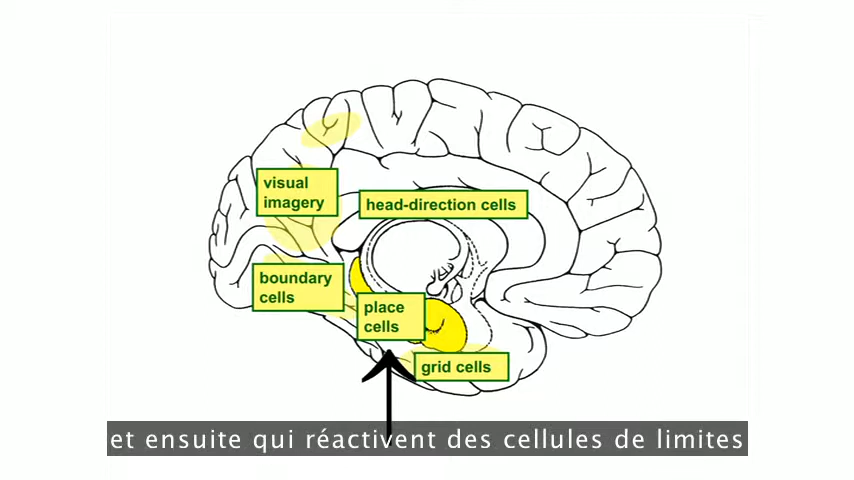 visual
imagery
head-direction cells
boundary
cells
place
cells
grid cells
et ensuite qui réactivent des cellules de limites